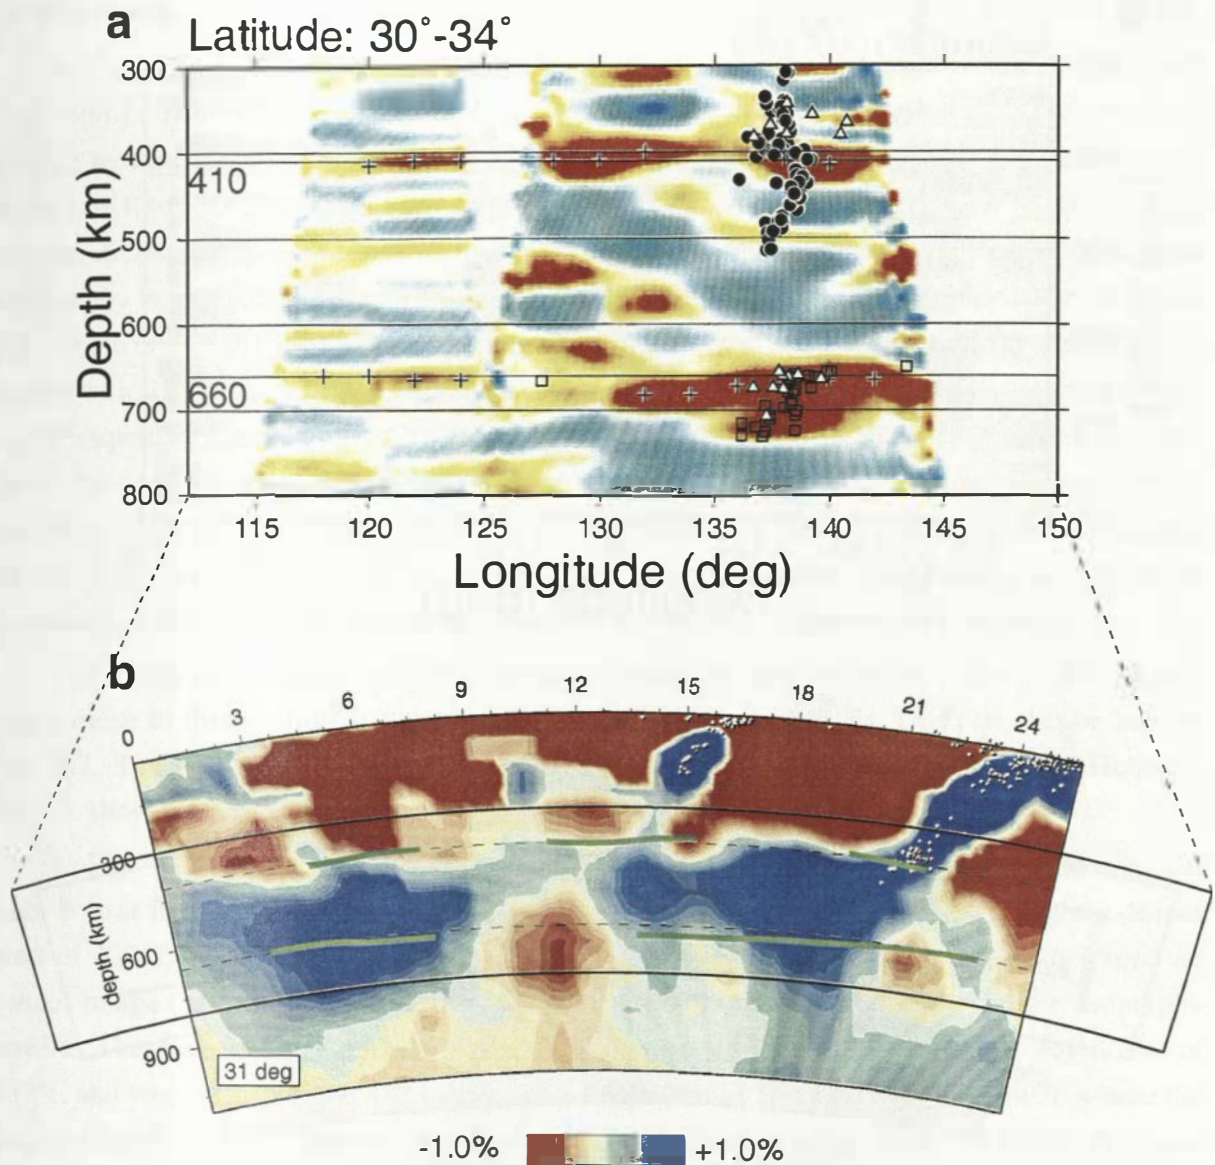 a
Latitude: 30°-34°
300
400
410
500
600
660
700
800
Depth (km)
115 120 125 130 135 140 145 150
Longitude (deg)
b
0 3 6 9 12 15 18 21 24
300
600
900
depth (km)
31 deg
-1.0% +1.0%